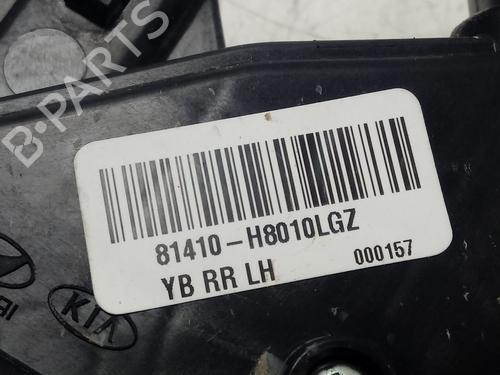 B-PARTS
81410-H8010LGZ
YB RR LH
000157
KIA